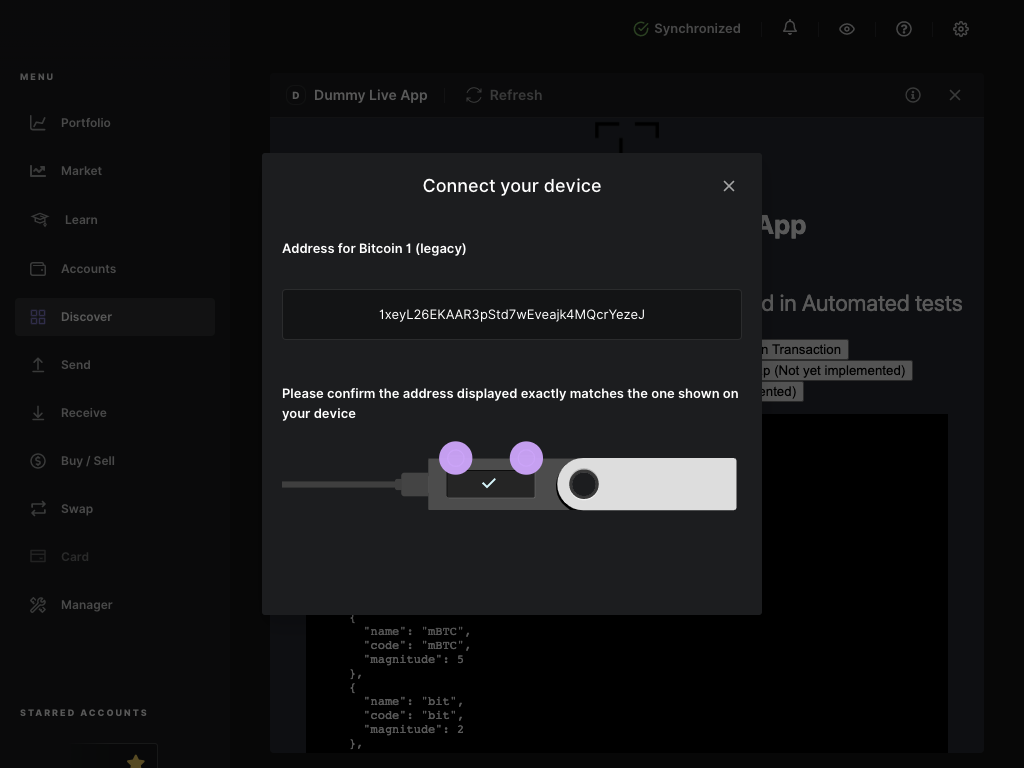 Synchronized
MENU
D Dummy Live App Refresh
Portfolio
Market
Learn
Accounts
Discover
Send
Receive
Buy / Sell
Swap
Card
Manager
STARRED ACCOUNTS
Connect your device
Address for Bitcoin 1 (legacy)
1xeyL26EKAAR3pStd7wEveajk4MQcrYezeJ
Please confirm the address displayed exactly matches the one shown on
your device
App
d in Automated tests
n Transaction
p (Not yet implemented)
ented)
{
"name": "mBTC",
"code": "mBTC",
"magnitude": 5
},
{
"name": "bit",
"code": "bit",
"magnitude": 2
},